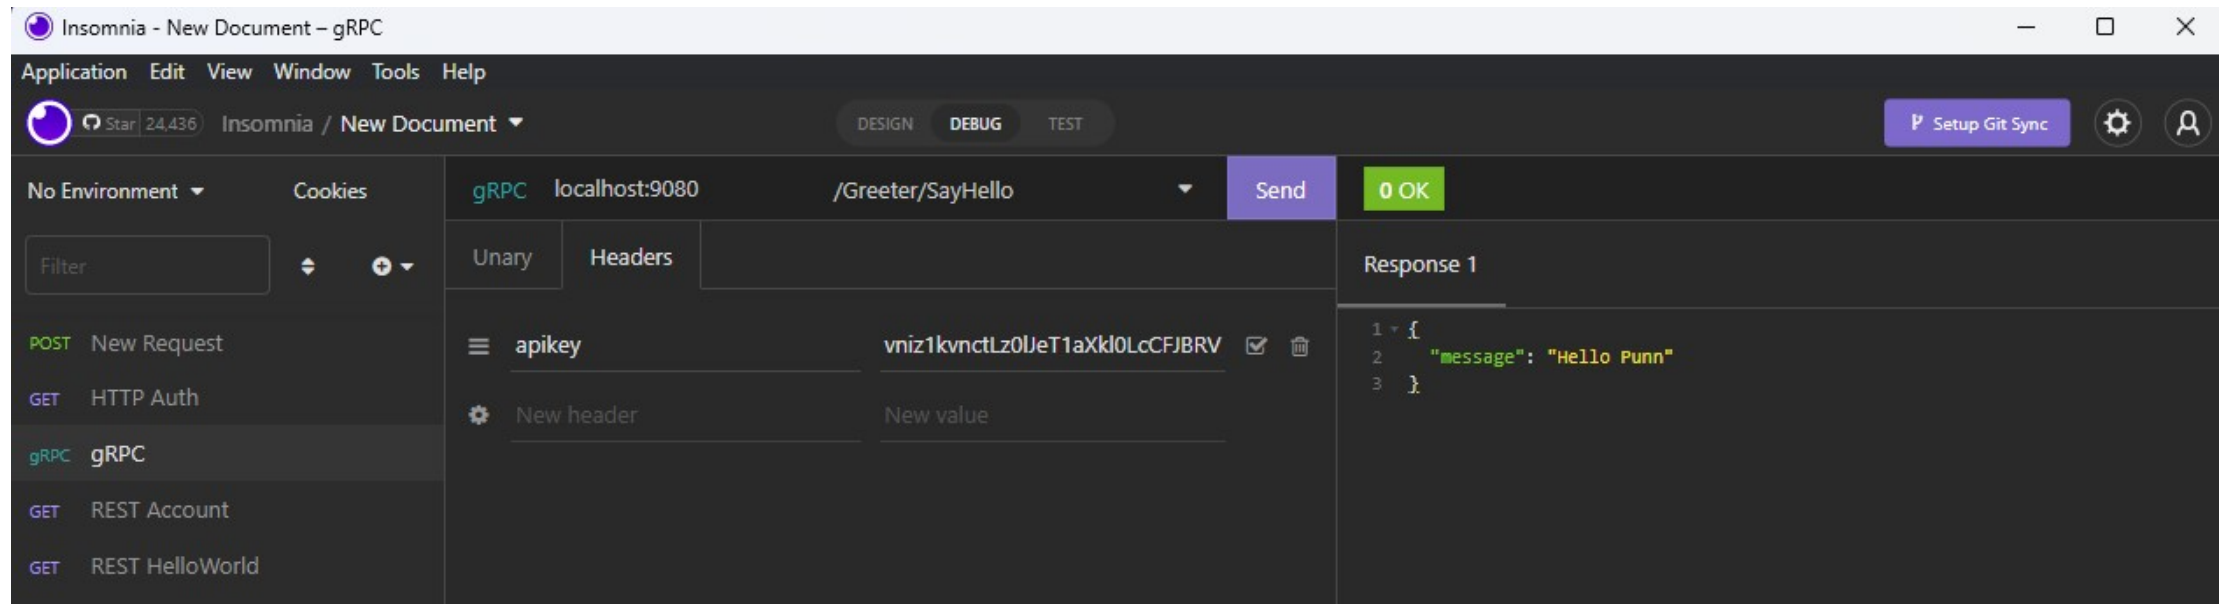 Insomnia - New Document – gRPC
Application Edit View Window Tools Help
Star 24,436 Insomnia / New Document DESIGN DEBUG TEST Setup Git Sync
No Environment Cookies gRPC localhost:9080 /Greeter/SayHello Send 0 OK
Filter Unary Headers Response 1
POST New Request apikey vniz1kvnctLz0lJeT1aXkl0LcCFJBRV 1 {
2 "message": "Hello Punn"
GET HTTP Auth New header New value 3 }
gRPC gRPC
GET REST Account
GET REST HelloWorld